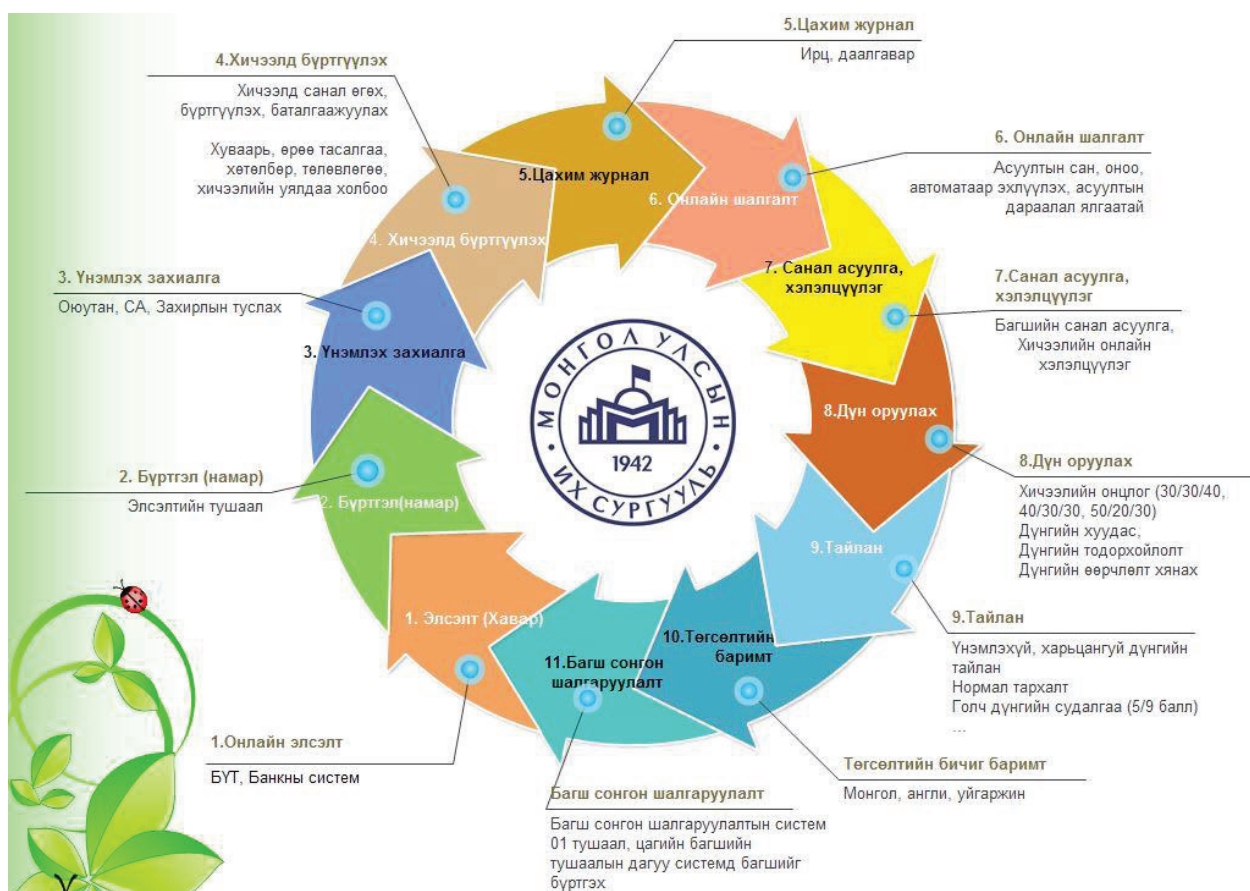 5.Цахим журнал
Ирц, даалгавар
4.Хичээлд бүртгүүлэх
Хичээлд санал өгөх,
бүртгүүлэх, баталгаажуулах
Хуваарь, өрөө тасалгаа,
хөтөлбөр, төлөвлөгөө,
хичээлийн уялдаа холбоо
6. Онлайн шалгалт
Асуултын сан, оноо,
автоматаар эхлүүлэх, асуултын
дараалал ялгаатай
3. Үнэмлэх захиалга
Оюутан, СА, Захирлын туслах
7.Санал асуулга,
хэлэлцүүлэг
Багшийн санал асуулга,
Хичээлийн онлайн
хэлэлцүүлэг
2. Бүртгэл (намар)
Элсэлтийн тушаал
8.Дүн оруулах
Хичээлийн онцлог (30/30/40,
40/30/30, 50/20/30)
Дүнгийн хуудас,
Дүнгийн тодорхойлолт
Дүнгийн өөрчлөлт хянах
9.Тайлан
Үнэмлэхүй, харьцангуй дүнгийн
тайлан
Нормал тархалт
Голч дүнгийн судалгаа (5/9 балл)
...
1.Онлайн элсэлт
БҮТ, Банкны систем
Төгсөлтийн бичиг баримт
Монгол, англи, уйгаржин
Багш сонгон шалгаруулалт
Багш сонгон шалгаруулалтын систем
01 тушаал, цагийн багшийн
тушаалын дагуу системд багшийг
бүртгэх
5.Цахим журнал
6. Онлайн шалгалт
4. Хичээлд бүртгүүлэх
7. Санал асуулга,
хэлэлцүүлэг
3. Үнэмлэх захиалга
8.Дүн оруулах
2. Бүртгэл(намар)
9.Тайлан
1. Элсэлт (Хавар)
10.Төгсөлтийн
баримт
11.Багш сонгон
шалгаруулалт
МОНГОЛ УЛСЫН
1942
ИХ СУРГУУЛЬ